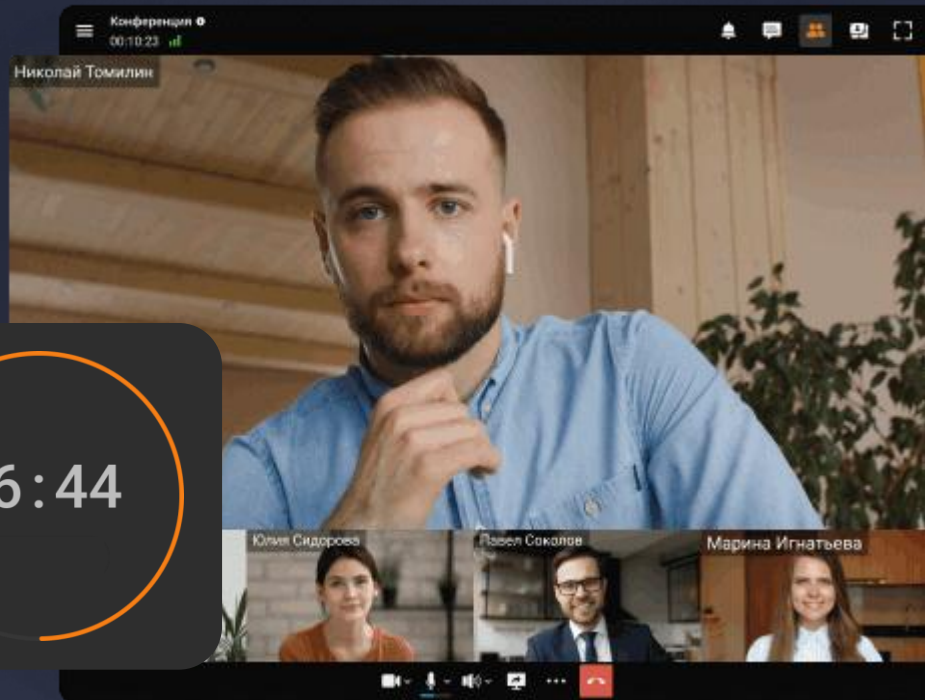 Конференция
00:10:23
Николай Томилин
6:44
Юлия Сидорова
Павел Соколов
Марина Игнатьева